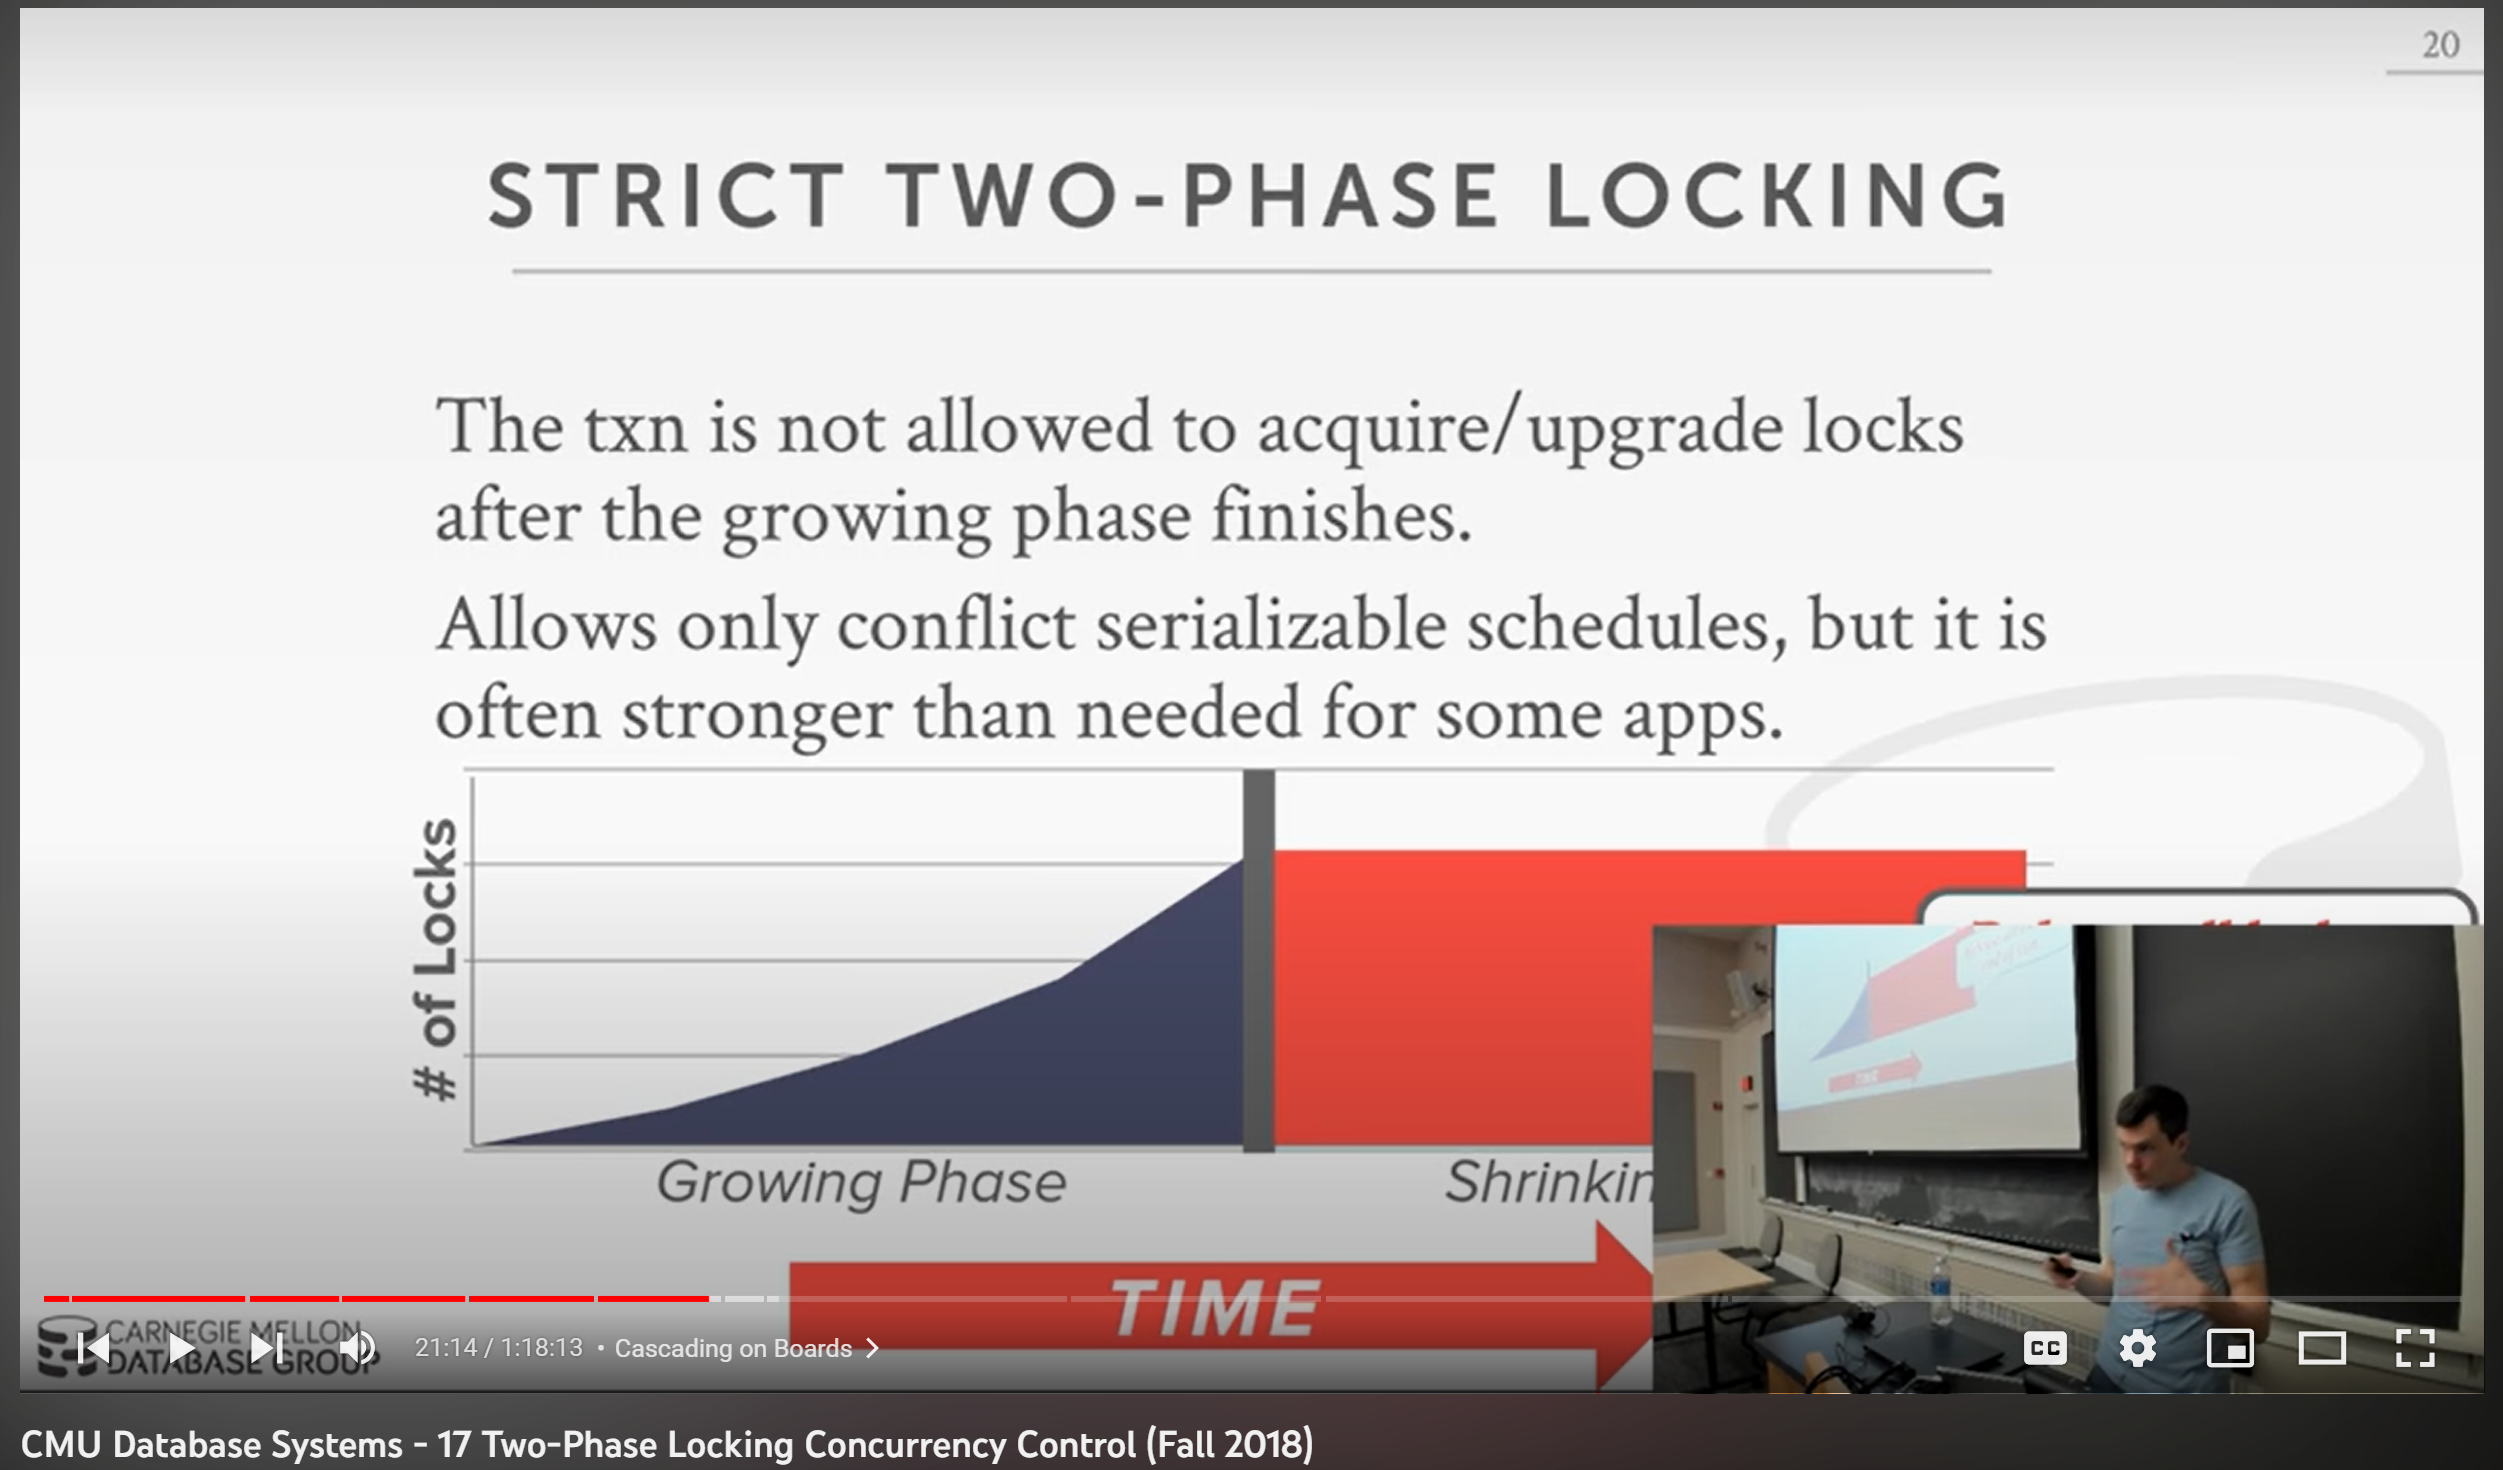 20
STRICT TWO-PHASE LOCKING
The txn is not allowed to acquire/upgrade locks
after the growing phase finishes.
Allows only conflict serializable schedules, but it is
often stronger than needed for some apps.
# of Locks
Growing Phase
Shrinkin
TIME
TIME
CARNEGIE MELLON
DATABASE GROUP
21:14 / 1:18:13 • Cascading on Boards
CC
CMU Database Systems - 17 Two-Phase Locking Concurrency Control (Fall 2018)